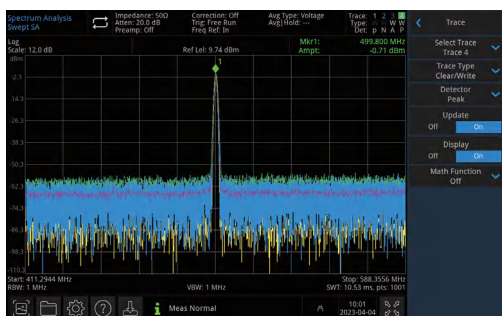 Spectrum Analysis
Swept SA
Impedance: 50Ω
Atten: 20.0 dB
Preamp: Off
Correction: Off
Trig: Free Run
Freq Ref: In
Avg Type: Voltage
Avg|Hold: ---
Trace: 1 2 3 4
Type: W W W
Det: p N A P
Log
Scale: 12.0 dB
Ref Lel: 9.74 dBm
Mkr1: 499.800 MHz
Ampt: -0.71 dBm
dBm
1
-2.3
-14.3
-26.3
-38.3
-50.3
-62.3
-74.3
-86.3
-98.3
-110.3
Start: 411.2944 MHz
Stop: 588.3556 MHz
RBW: 1 MHz
VBW: 1 MHz
SWT: 10.53 ms, pts: 1001
Meas Normal
10:01
2023-04-04
Trace
Select Trace
Trace 4
Trace Type
Clear/Write
Detector
Peak
Update
Off On
Display
Off On
Math Function
Off